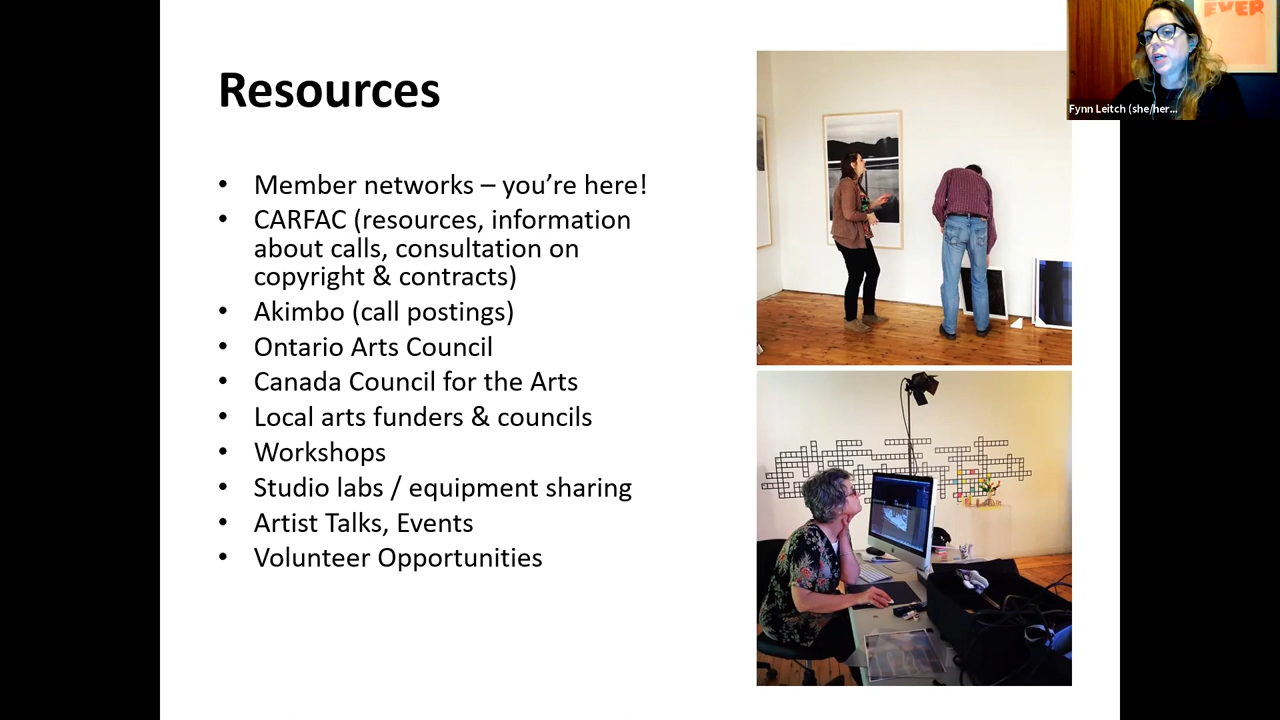 Resources
• Member networks – you’re here!
• CARFAC (resources, information
about calls, consultation on
copyright & contracts)
• Akimbo (call postings)
• Ontario Arts Council
• Canada Council for the Arts
• Local arts funders & councils
• Workshops
• Studio labs / equipment sharing
• Artist Talks, Events
• Volunteer Opportunities
EVER
Fynn Leitch (she/her...